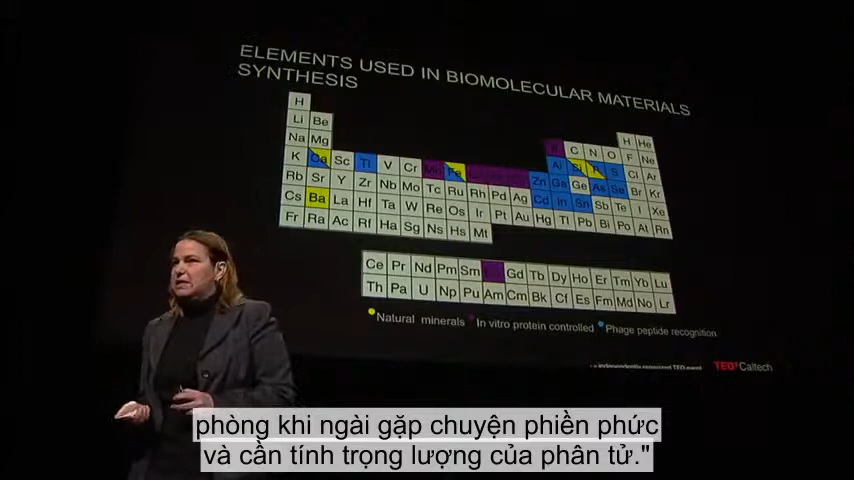 ELEMENTS USED IN BIOMOLECULAR MATERIALS
SYNTHESIS
H
H He
Li Be
C N O F Ne
Na Mg
Al Si P S Cl Ar
K Ca Sc Ti V Cr Mn Fe Zn Ga Ge As Se Br Kr
Rb Sr Y Zr Nb Mo Tc Ru Rh Pd Ag Cd In Sn Sb Te I Xe
Cs Ba La Hf Ta W Re Os Ir Pt Au Hg Tl Pb Bi Po At Rn
Fr Ra Ac Rf Ha Sg Ns Hs Mt
Ce Pr Nd Pm Sm Gd Tb Dy Ho Er Tm Yb Lu
Th Pa U Np Pu Am Cm Bk Cf Es Fm Md No Lr
Natural minerals In vitro protein controlled Phage peptide recognition
x independently organized TED event TEDxCaltech
phòng khi ngài gặp chuyện phiền phức
và cần tính trọng lượng của phân tử."